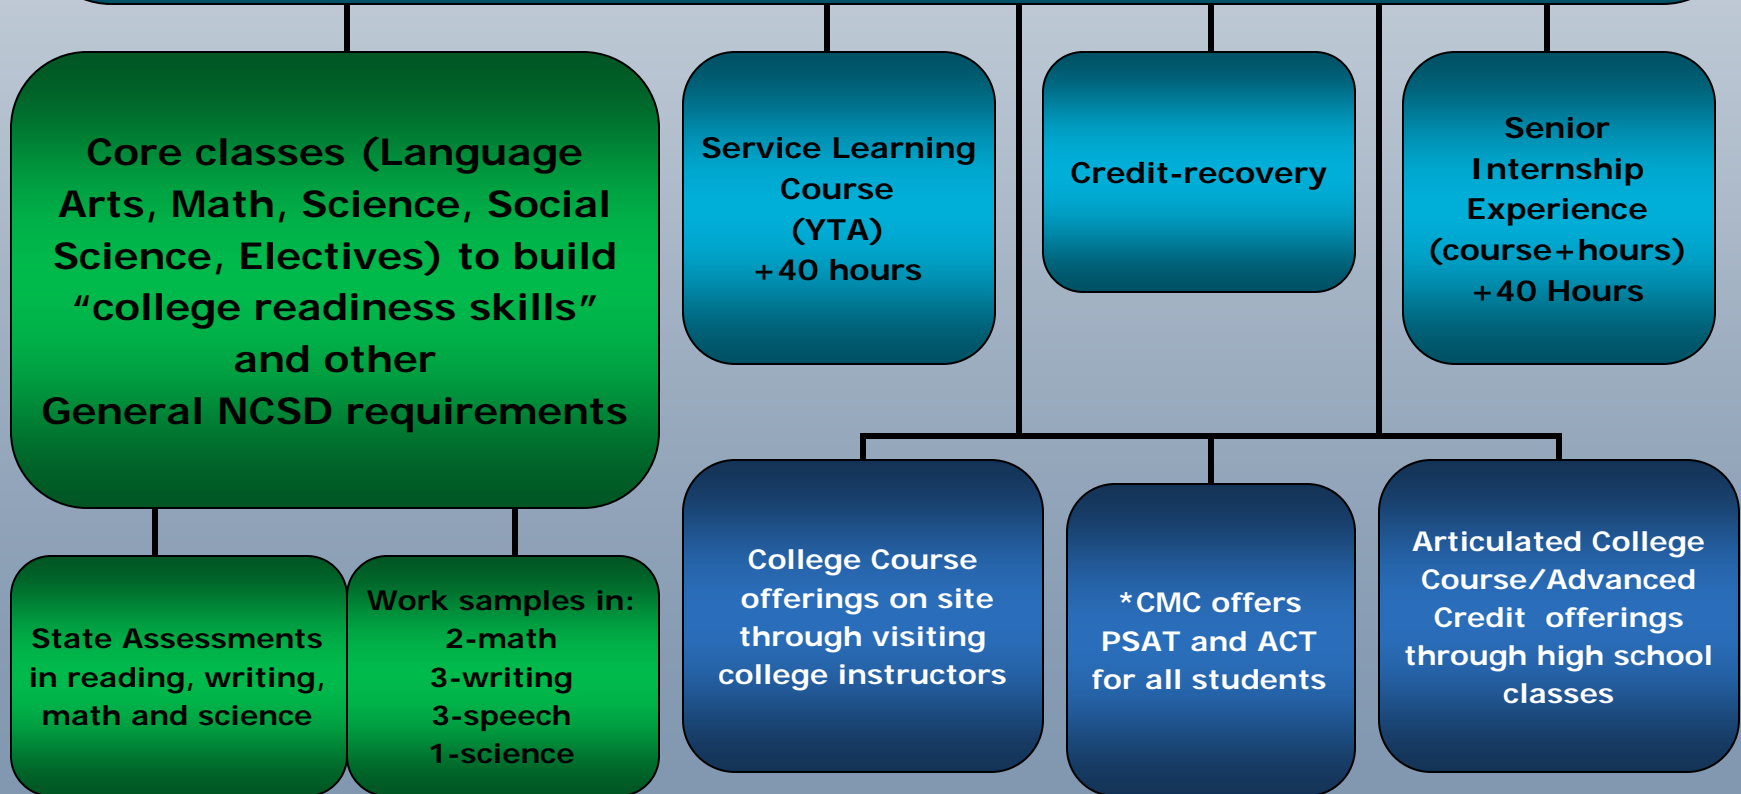 Core classes (Language
Arts, Math, Science, Social
Science, Electives) to build
“college readiness skills”
and other
General NCSD requirements
Service Learning
Course
(YTA)
+40 hours
Credit-recovery
Senior
Internship
Experience
(course+hours)
+40 Hours
State Assessments
in reading, writing,
math and science
Work samples in:
2-math
3-writing
3-speech
1-science
College Course
offerings on site
through visiting
college instructors
*CMC offers
PSAT and ACT
for all students
Articulated College
Course/Advanced
Credit  offerings
through high school
classes